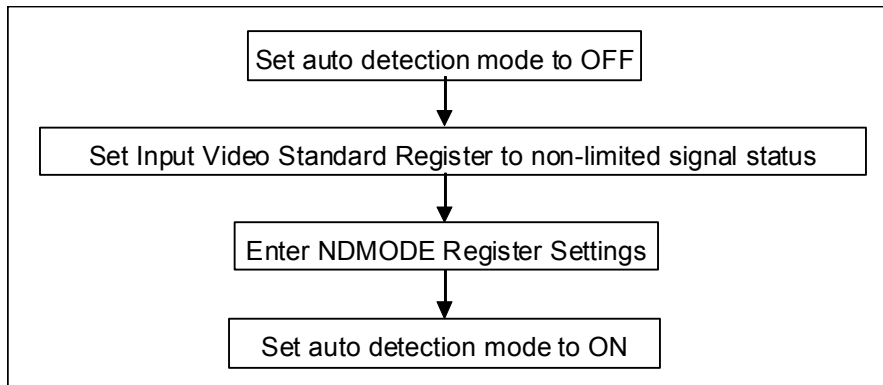 Set auto detection mode to OFF
Set Input Video Standard Register to non-limited signal status
Enter NDMODE Register Settings
Set auto detection mode to ON